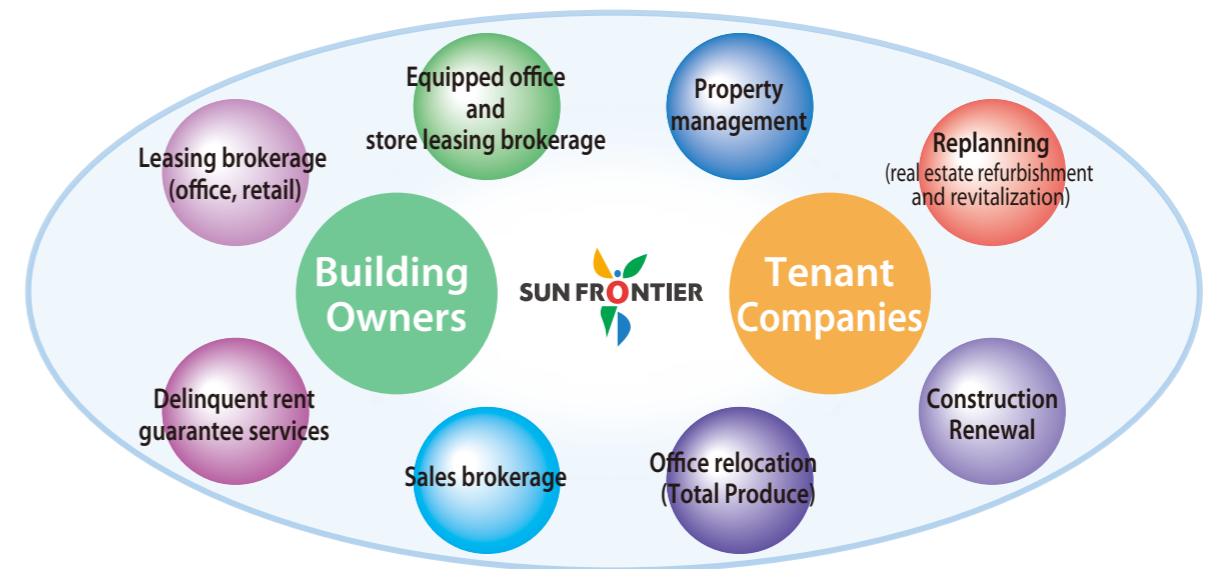 Equipped office
and
store leasing brokerage
Property
management
Leasing brokerage
(office, retail)
Replanning
(real estate refurbishment
and revitalization)
Building
Owners
SUN FRONTIER
Tenant
Companies
Delinquent rent
guarantee services
Sales brokerage
Office relocation
(Total Produce)
Construction
Renewal